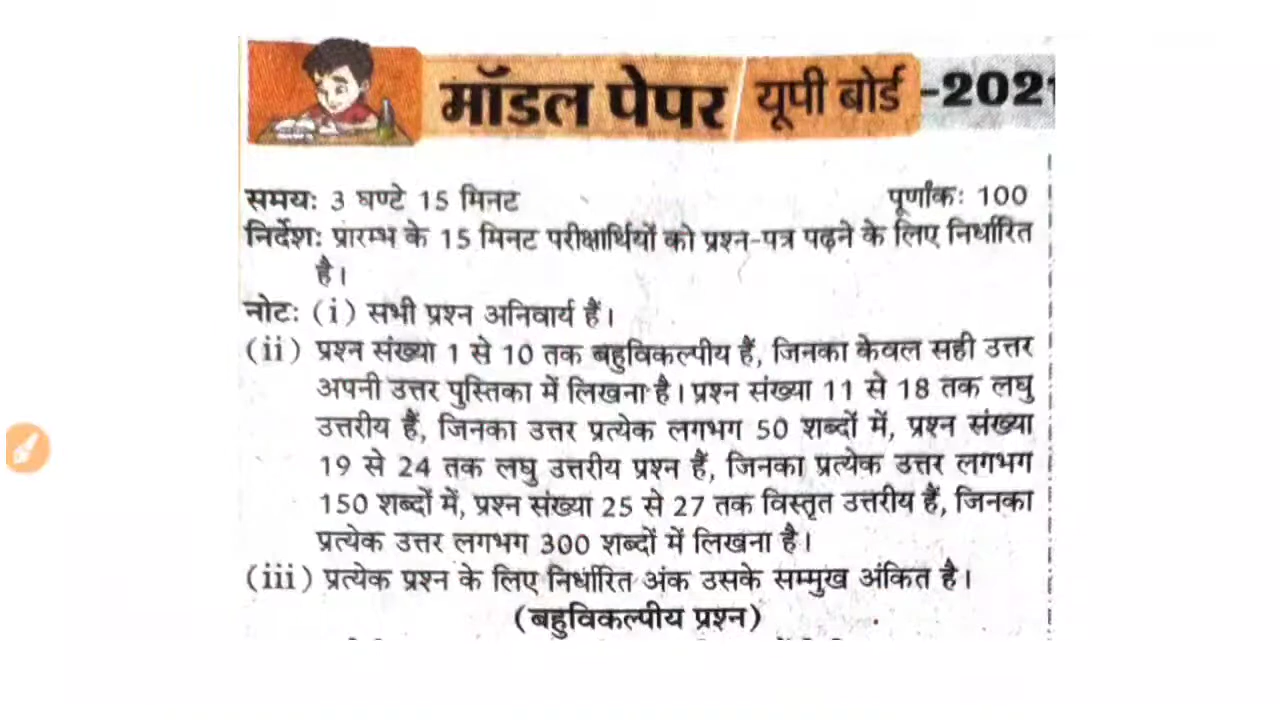 मॉडल पेपर यूपी बोर्ड -2021
समयः 3 घण्टे 15 मिनट पूर्णांकः 100
निर्देशः प्रारम्भ के 15 मिनट परीक्षार्थियों को प्रश्न-पत्र पढ़ने के लिए निर्धारित
है।
नोटः (i) सभी प्रश्न अनिवार्य हैं।
(ii) प्रश्न संख्या 1 से 10 तक बहुविकल्पीय हैं, जिनका केवल सही उत्तर
अपनी उत्तर पुस्तिका में लिखना है। प्रश्न संख्या 11 से 18 तक लघु
उत्तरीय हैं, जिनका उत्तर प्रत्येक लगभग 50 शब्दों में, प्रश्न संख्या
19 से 24 तक लघु उत्तरीय प्रश्न हैं, जिनका प्रत्येक उत्तर लगभग
150 शब्दों में, प्रश्न संख्या 25 से 27 तक विस्तृत उत्तरीय हैं, जिनका
प्रत्येक उत्तर लगभग 300 शब्दों में लिखना है।
(iii) प्रत्येक प्रश्न के लिए निर्धारित अंक उसके सम्मुख अंकित है।
(बहुविकल्पीय प्रश्न)